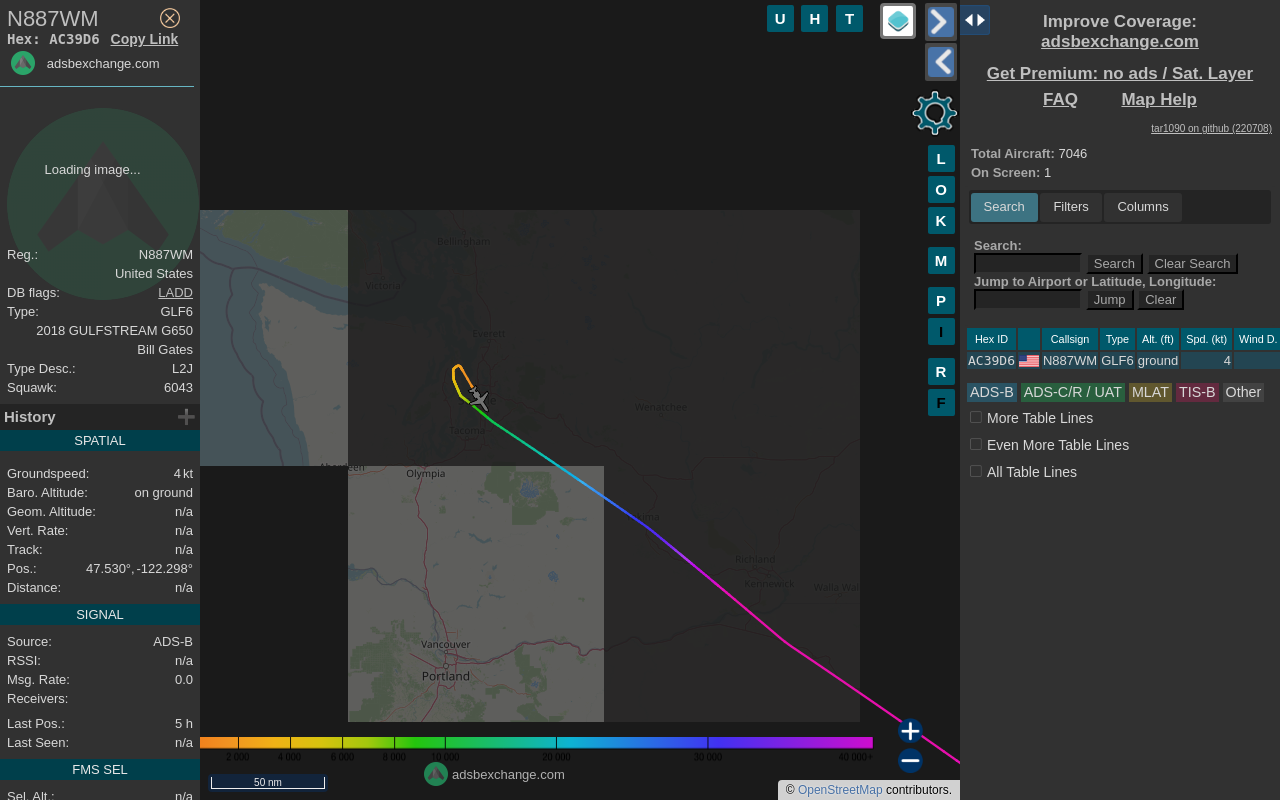 N887WM
Hex: AC39D6 Copy Link
adsbexchange.com
Loading image...
Reg.: N887WM
United States
DB flags: LADD
Type: GLF6
2018 GULFSTREAM G650
Bill Gates
Type Desc.: L2J
Squawk: 6043
History
SPATIAL
Groundspeed: 4 kt
Baro. Altitude: on ground
Geom. Altitude: n/a
Vert. Rate: n/a
Track: n/a
Pos.: 47.530°, -122.298°
Distance: n/a
SIGNAL
Source: ADS-B
RSSI: n/a
Msg. Rate: 0.0
Receivers:
Last Pos.: 5 h
Last Seen: n/a
FMS SEL
Sel. Alt.: n/a
U H T
L
O
K
M
P
I
R
F
Bellingham
Victoria
Everett
Wenatchee
Tacoma
Aberdeen
Olympia
Richland
Kennewick
Walla Wal
Vancouver
Portland
2 000 4 000 6 000 8 000 10 000 20 000 30 000 40 000+
adsbexchange.com
50 nm
© OpenStreetMap contributors.
Improve Coverage:
adsbexchange.com
Get Premium: no ads / Sat. Layer
FAQ Map Help
tar1090 on github (220708)
Total Aircraft: 7046
On Screen: 1
Search Filters Columns
Search:
Search Clear Search
Jump to Airport or Latitude, Longitude:
Jump Clear
Hex ID Callsign Type Alt. (ft) Spd. (kt) Wind D.
AC39D6 N887WM GLF6 ground 4
ADS-B ADS-C/R / UAT MLAT TIS-B Other
More Table Lines
Even More Table Lines
All Table Lines